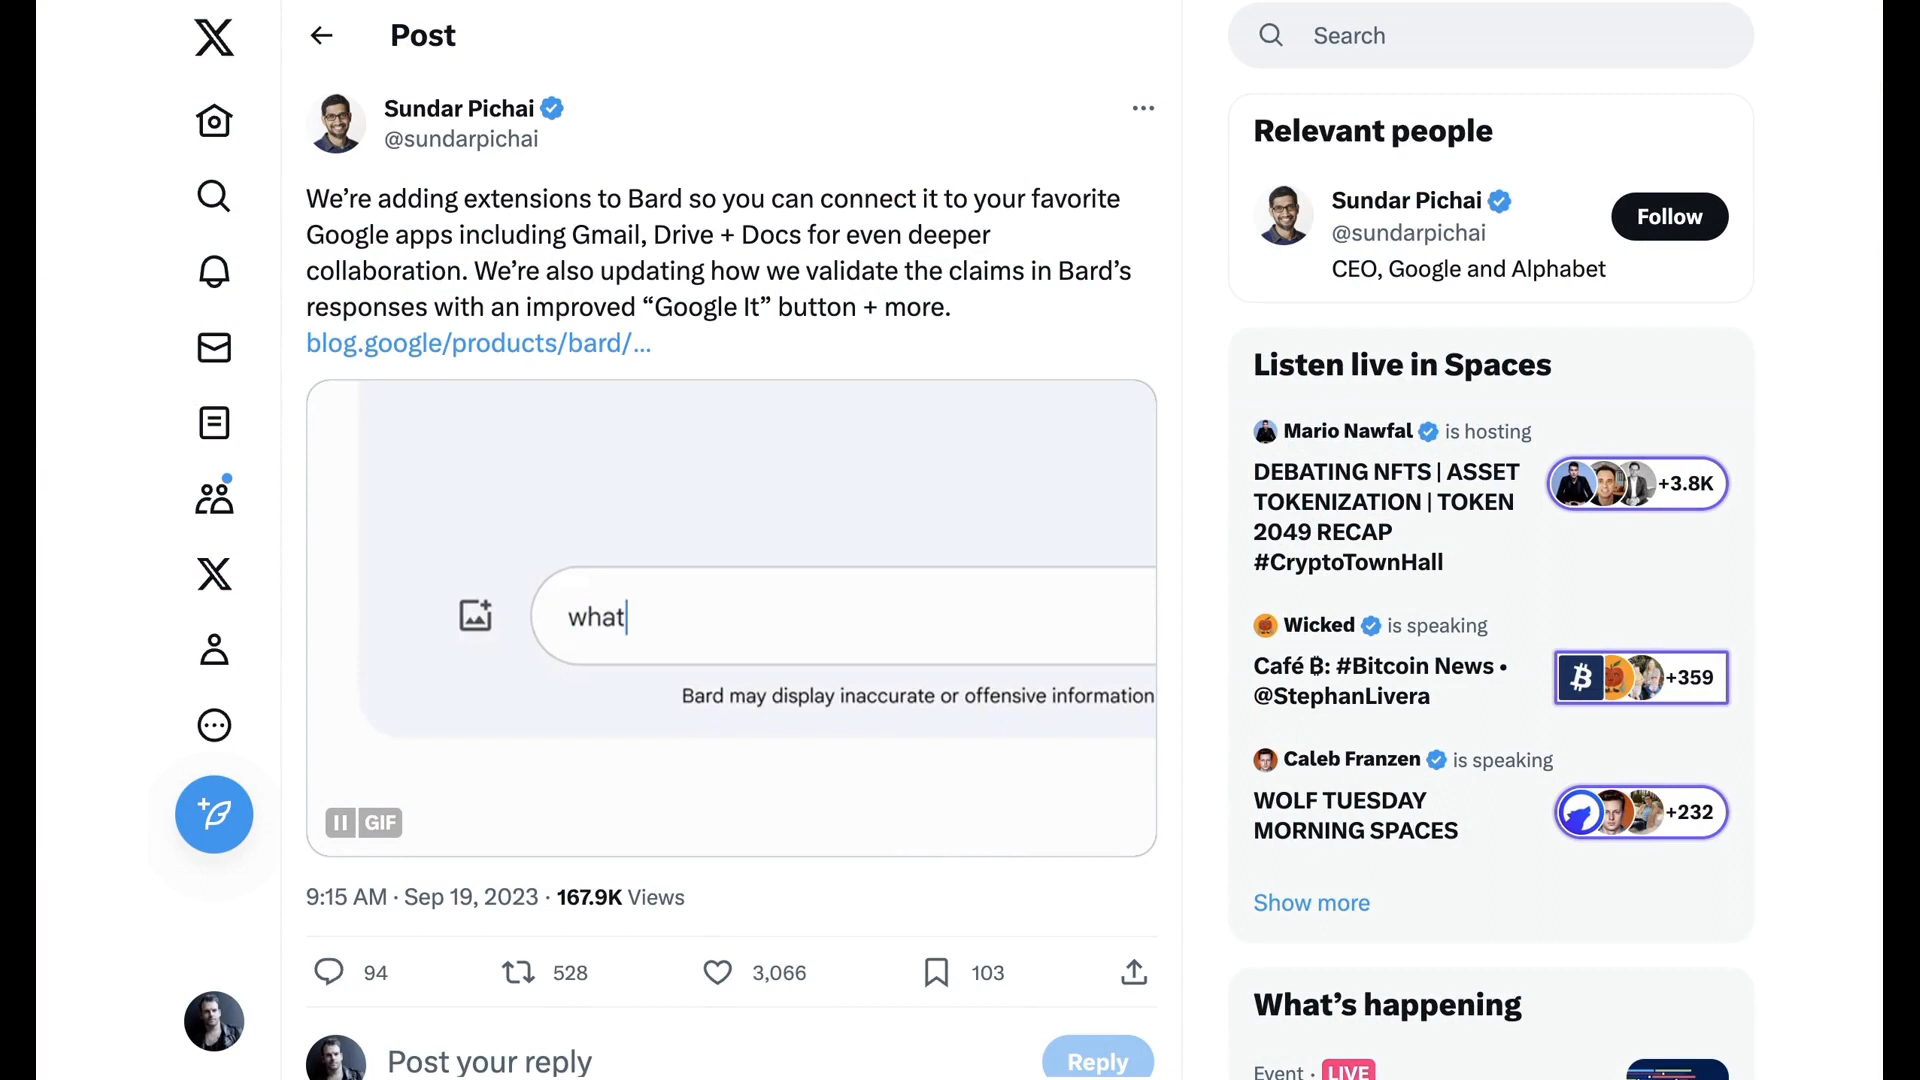 Post
Sundar Pichai
@sundarpichai
We’re adding extensions to Bard so you can connect it to your favorite
Google apps including Gmail, Drive + Docs for even deeper
collaboration. We’re also updating how we validate the claims in Bard’s
responses with an improved “Google It” button + more.
blog.google/products/bard/...
what
Bard may display inaccurate or offensive information
GIF
9:15 AM · Sep 19, 2023 · 167.9K Views
94
528
3,066
103
Post your reply
Reply
Search
Relevant people
Sundar Pichai
@sundarpichai
Follow
CEO, Google and Alphabet
Listen live in Spaces
Mario Nawfal is hosting
DEBATING NFTS | ASSET
TOKENIZATION | TOKEN
2049 RECAP
#CryptoTownHall
+3.8K
Wicked is speaking
Café ₿: #Bitcoin News •
@StephanLivera
+359
Caleb Franzen is speaking
WOLF TUESDAY
MORNING SPACES
+232
Show more
What’s happening
Event · LIVE